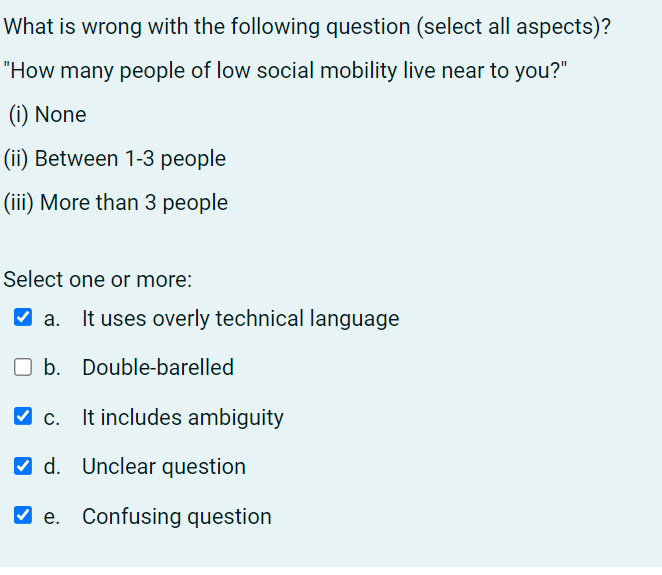 What is wrong with the following question (select all aspects)?
"How many people of low social mobility live near to you?"
(i) None
(ii) Between 1-3 people
(iii) More than 3 people
Select one or more:
a. It uses overly technical language
b. Double-barelled
c. It includes ambiguity
d. Unclear question
e. Confusing question